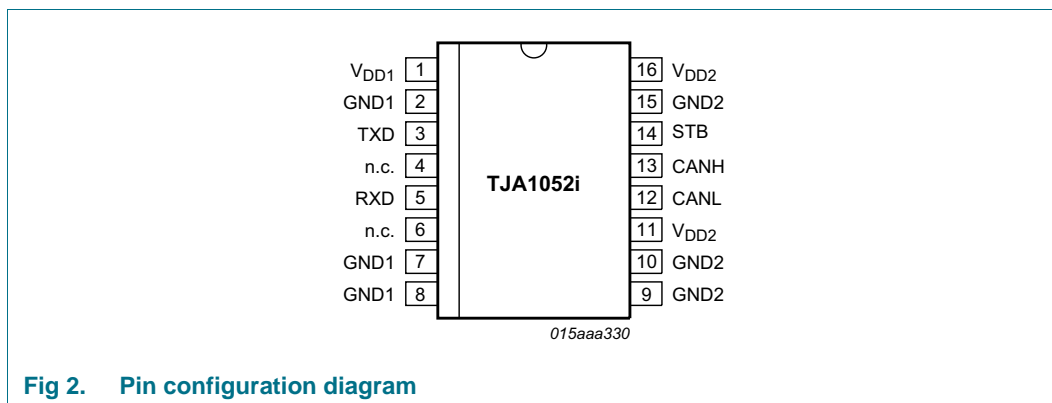 VDD1 1 16 VDD2
GND1 2 15 GND2
TXD 3 14 STB
n.c. 4 13 CANH
TJA1052i
RXD 5 12 CANL
n.c. 6 11 VDD2
GND1 7 10 GND2
GND1 8 9 GND2
015aaa330
Fig 2. Pin configuration diagram